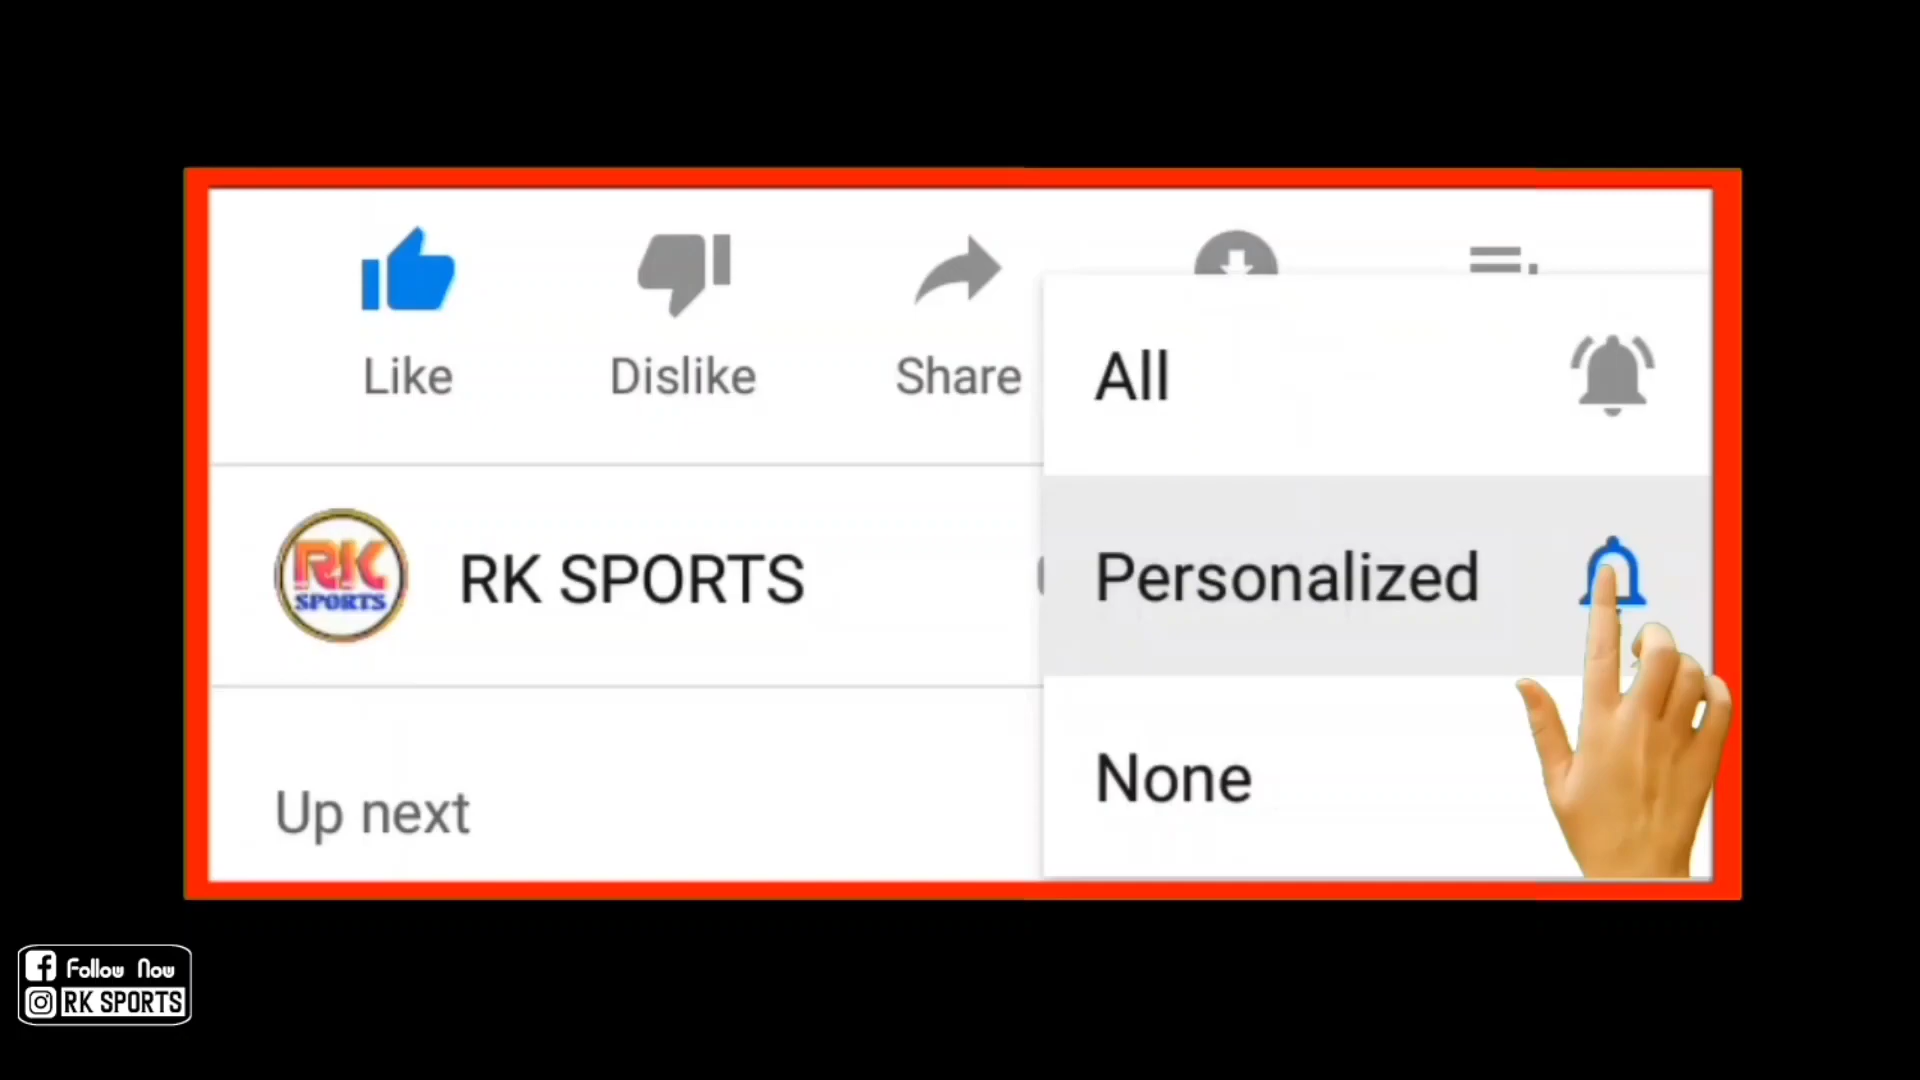 Like
Dislike
Share
All
RK
SPORTS
RK SPORTS
Personalized
None
Up next
Follow Now
RK SPORTS